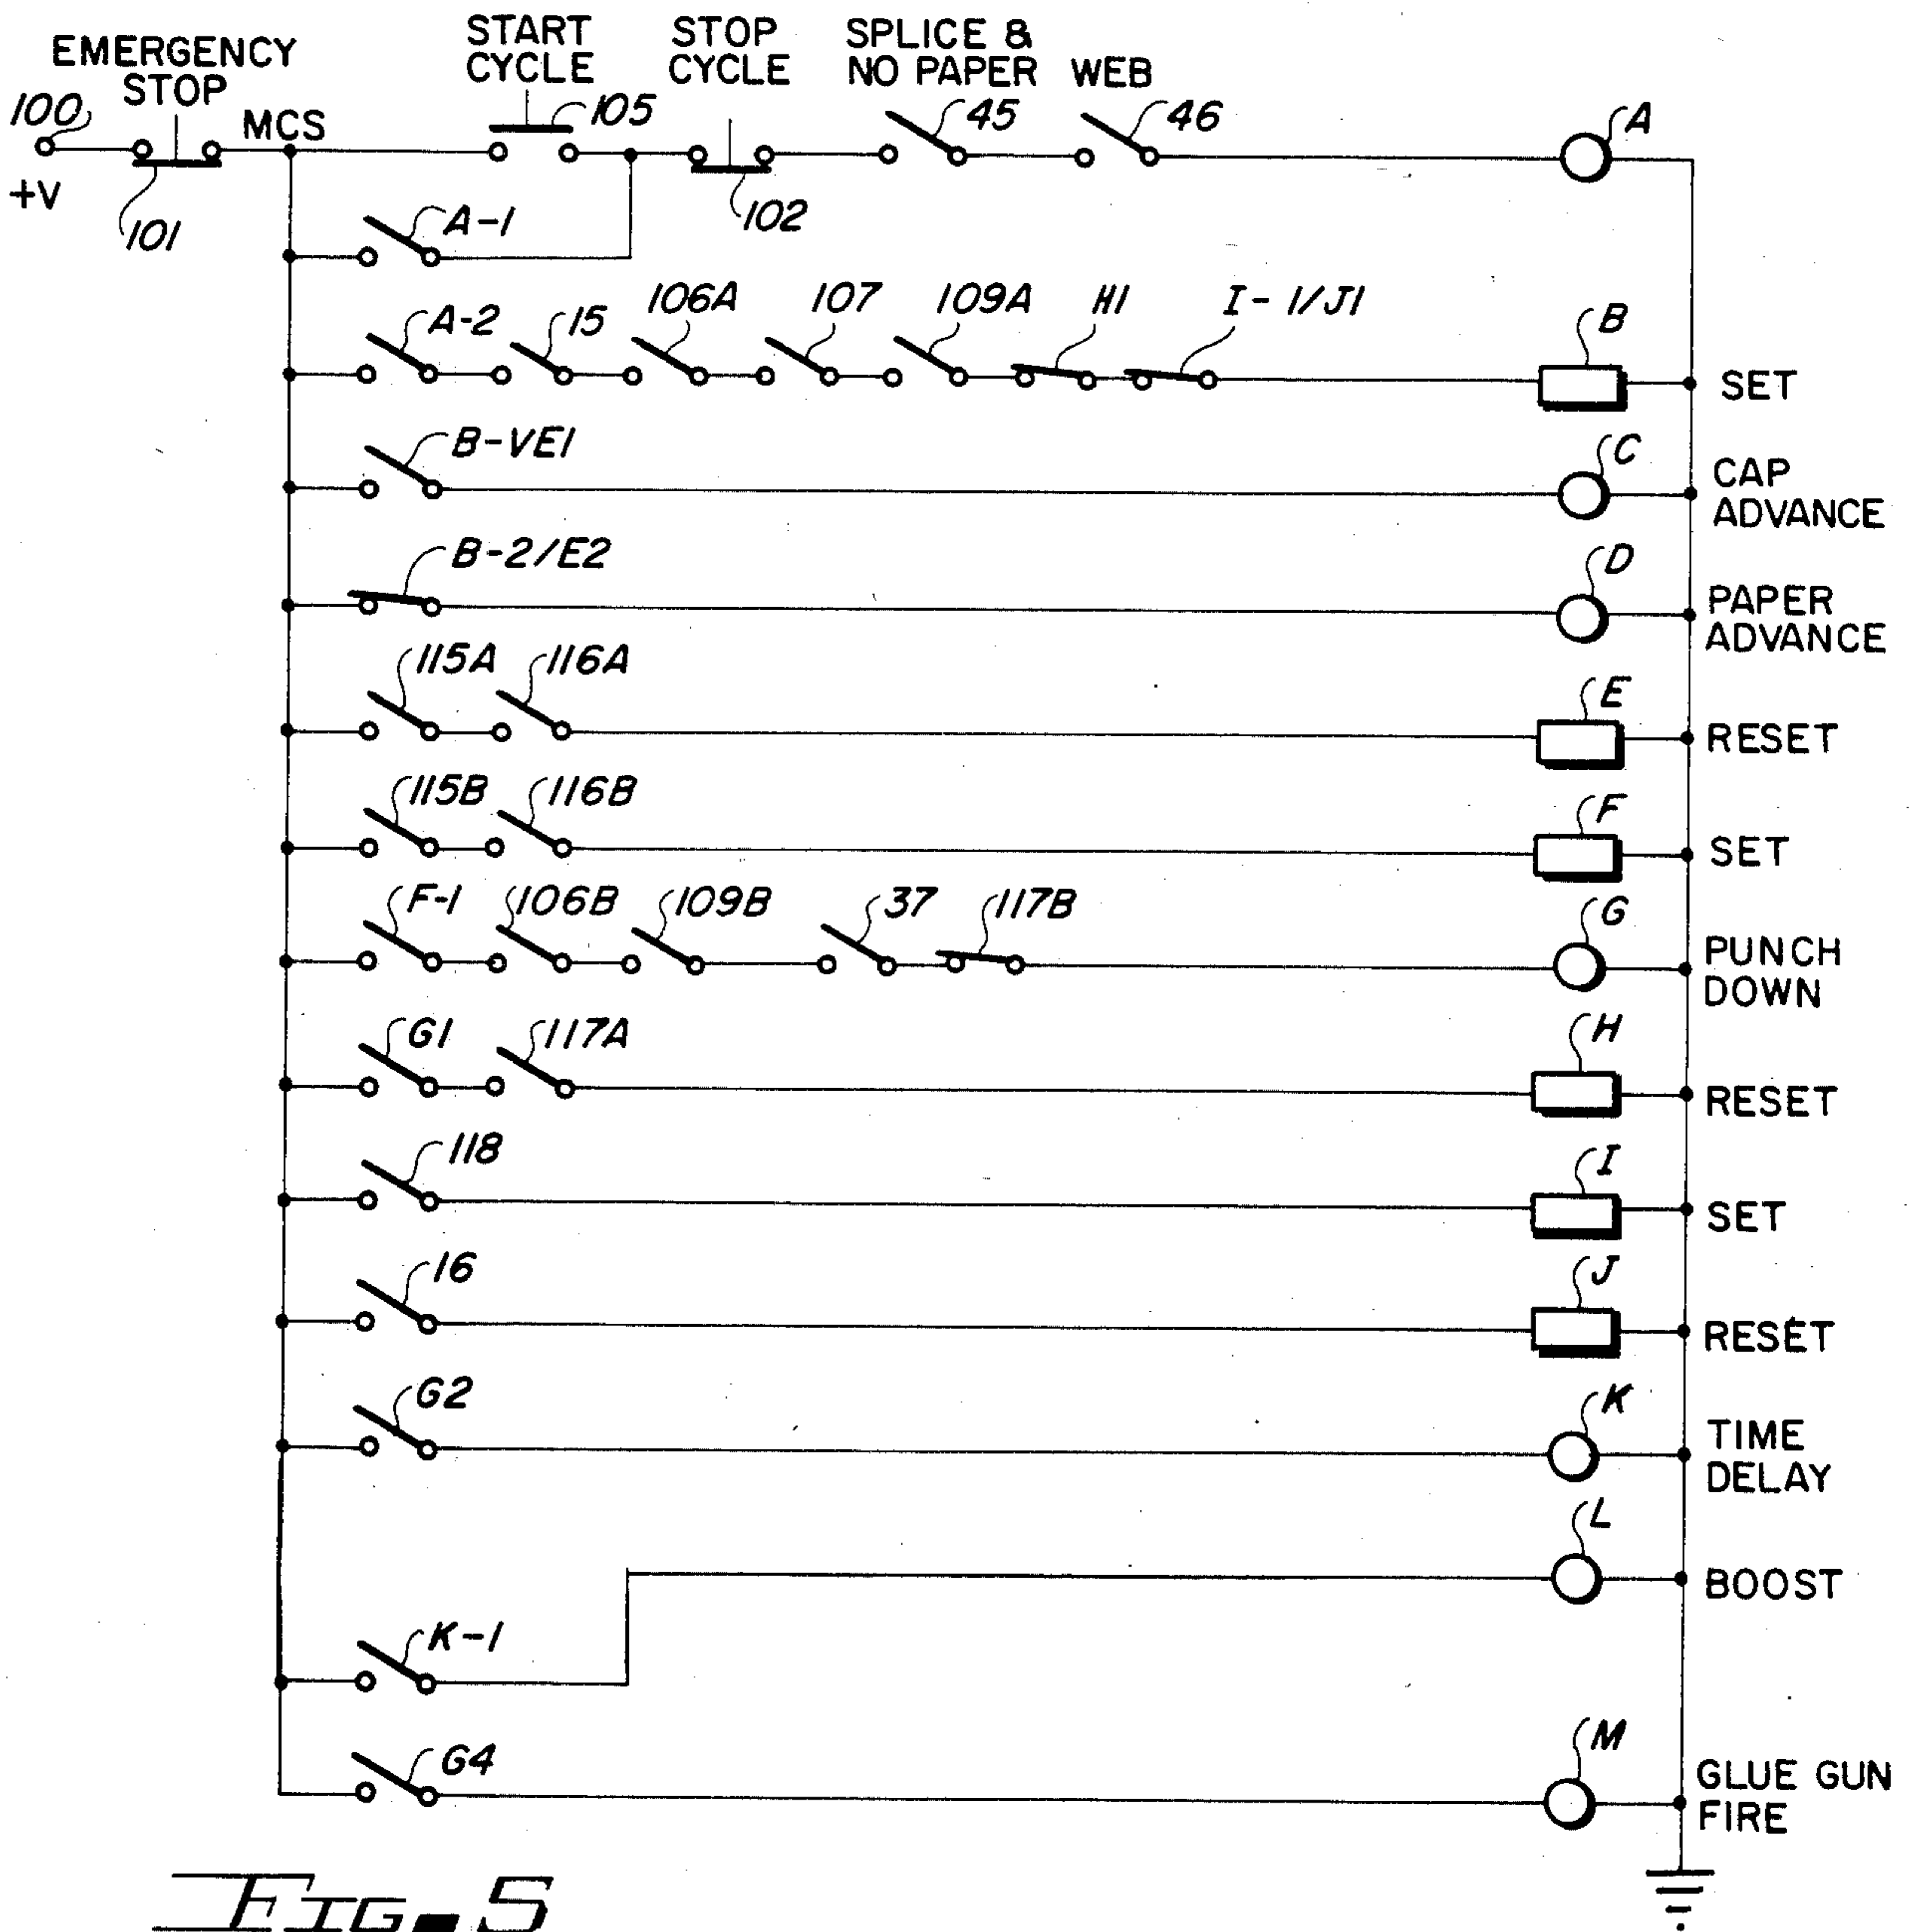 EMERGENCY
STOP
START
CYCLE
STOP
CYCLE
SPLICE &
NO PAPER
WEB
100
+V
101
MCS
105
102
45
46
A
A-1
A-2
15
106A
107
109A
H1
I-1/J1
B
SET
B-VE1
C
CAP
ADVANCE
B-2/E2
D
PAPER
ADVANCE
115A
116A
E
RESET
115B
116B
F
SET
F-1
106B
109B
37
117B
G
PUNCH
DOWN
G1
117A
H
RESET
118
I
SET
16
J
RESET
G2
K
TIME
DELAY
L
BOOST
K-1
G4
M
GLUE GUN
FIRE
FIG. 5